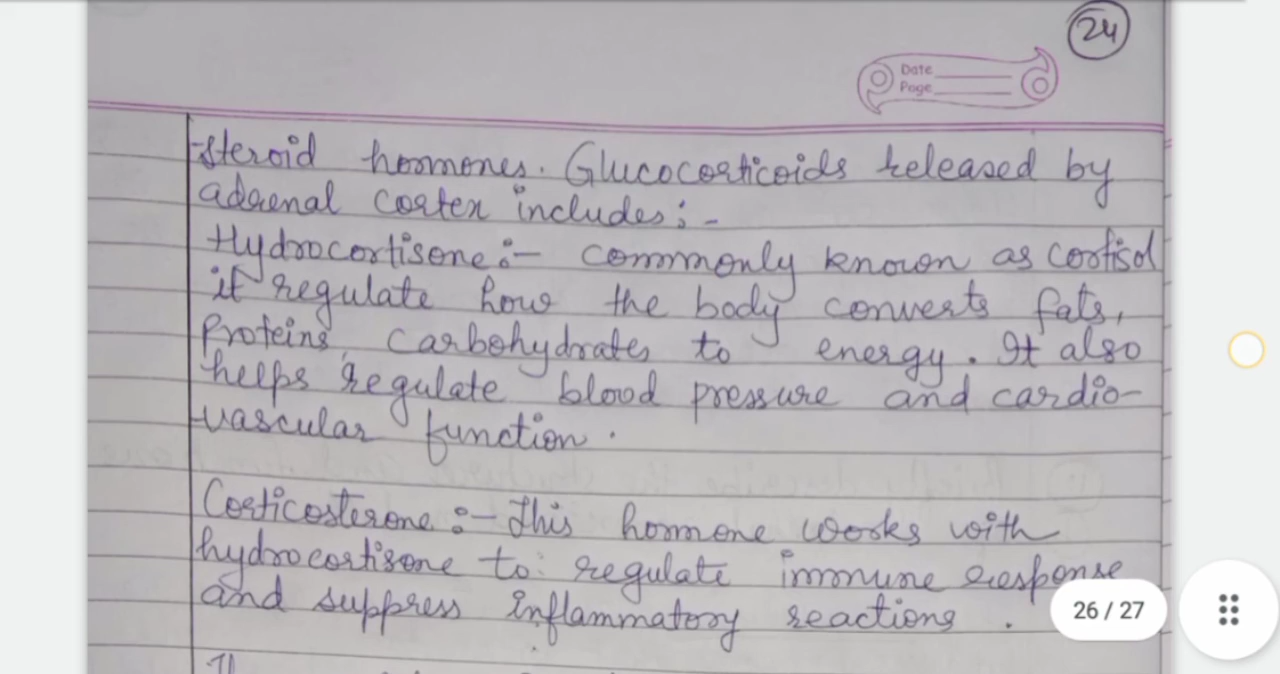 24
Date
Page
steroid hormones. Glucocorticoids released by
adrenal cortex includes:-
Hydrocortisone:- commonly known as cortisol
it regulate how the body converts fats,
Proteins, carbohydrates to energy. It also
helps regulate blood pressure and cardio-
vascular function.
Corticosterone:- This hormone works with
hydrocortisone to regulate immune response
and suppress inflammatory reactions.
26 / 27